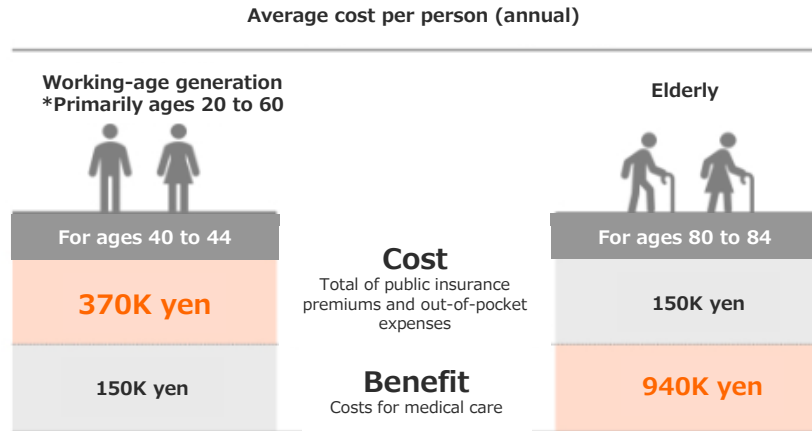 Average cost per person (annual)
Working-age generation
*Primarily ages 20 to 60
Elderly
For ages 40 to 44
For ages 80 to 84
Cost
Total of public insurance
premiums and out-of-pocket
expenses
370K yen
150K yen
Benefit
Costs for medical care
150K yen
940K yen